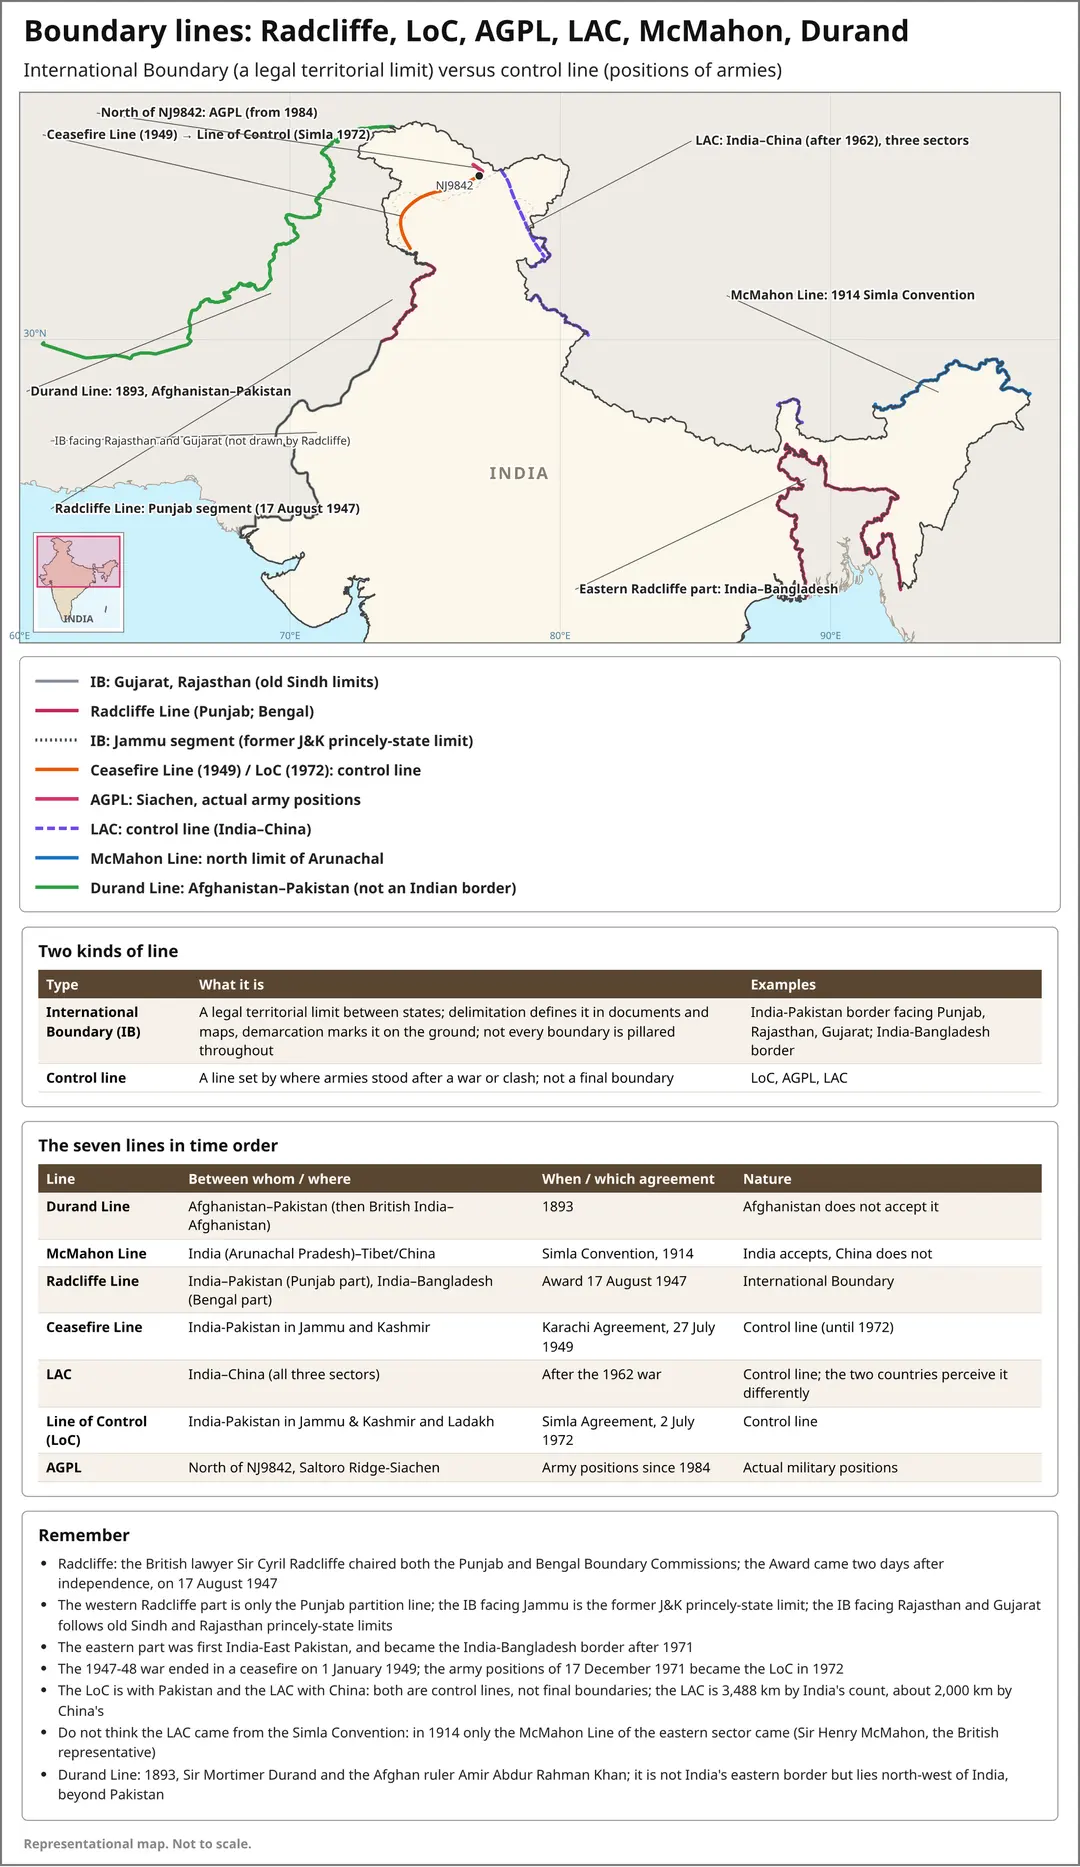 Boundary lines: Radcliffe, LoC, AGPL, LAC, McMahon, Durand
International Boundary (a legal territorial limit) versus control line (positions of armies)
North of NJ9842: AGPL (from 1984)
Ceasefire Line (1949) → Line of Control (Simla 1972)
LAC: India–China (after 1962), three sectors
NJ9842
McMahon Line: 1914 Simla Convention
30°N
Durand Line: 1893, Afghanistan–Pakistan
IB facing Rajasthan and Gujarat (not drawn by Radcliffe)
INDIA
Radcliffe Line: Punjab segment (17 August 1947)
Eastern Radcliffe part: India–Bangladesh
INDIA
60°E
70°E
80°E
90°E
IB: Gujarat, Rajasthan (old Sindh limits)
Radcliffe Line (Punjab; Bengal)
IB: Jammu segment (former J&K princely-state limit)
Ceasefire Line (1949) / LoC (1972): control line
AGPL: Siachen, actual army positions
LAC: control line (India–China)
McMahon Line: north limit of Arunachal
Durand Line: Afghanistan–Pakistan (not an Indian border)
Two kinds of line
Type What it is Examples
International A legal territorial limit between states; delimitation defines it in documents and India-Pakistan border facing Punjab,
Boundary (IB) maps, demarcation marks it on the ground; not every boundary is pillared Rajasthan, Gujarat; India-Bangladesh
throughout border
Control line A line set by where armies stood after a war or clash; not a final boundary LoC, AGPL, LAC
The seven lines in time order
Line Between whom / where When / which agreement Nature
Durand Line Afghanistan–Pakistan (then British India– 1893 Afghanistan does not accept it
Afghanistan)
McMahon Line India (Arunachal Pradesh)–Tibet/China Simla Convention, 1914 India accepts, China does not
Radcliffe Line India–Pakistan (Punjab part), India–Bangladesh Award 17 August 1947 International Boundary
(Bengal part)
Ceasefire Line India-Pakistan in Jammu and Kashmir Karachi Agreement, 27 July Control line (until 1972)
1949
LAC India–China (all three sectors) After the 1962 war Control line; the two countries perceive it
differently
Line of Control India-Pakistan in Jammu & Kashmir and Ladakh Simla Agreement, 2 July Control line
(LoC) 1972
AGPL North of NJ9842, Saltoro Ridge-Siachen Army positions since 1984 Actual military positions
Remember
• Radcliffe: the British lawyer Sir Cyril Radcliffe chaired both the Punjab and Bengal Boundary Commissions; the Award came two days after
independence, on 17 August 1947
• The western Radcliffe part is only the Punjab partition line; the IB facing Jammu is the former J&K princely-state limit; the IB facing Rajasthan and Gujarat
follows old Sindh and Rajasthan princely-state limits
• The eastern part was first India-East Pakistan, and became the India-Bangladesh border after 1971
• The 1947-48 war ended in a ceasefire on 1 January 1949; the army positions of 17 December 1971 became the LoC in 1972
• The LoC is with Pakistan and the LAC with China: both are control lines, not final boundaries; the LAC is 3,488 km by India's count, about 2,000 km by
China's
• Do not think the LAC came from the Simla Convention: in 1914 only the McMahon Line of the eastern sector came (Sir Henry McMahon, the British
representative)
• Durand Line: 1893, Sir Mortimer Durand and the Afghan ruler Amir Abdur Rahman Khan; it is not India's eastern border but lies north-west of India,
beyond Pakistan
Representational map. Not to scale.